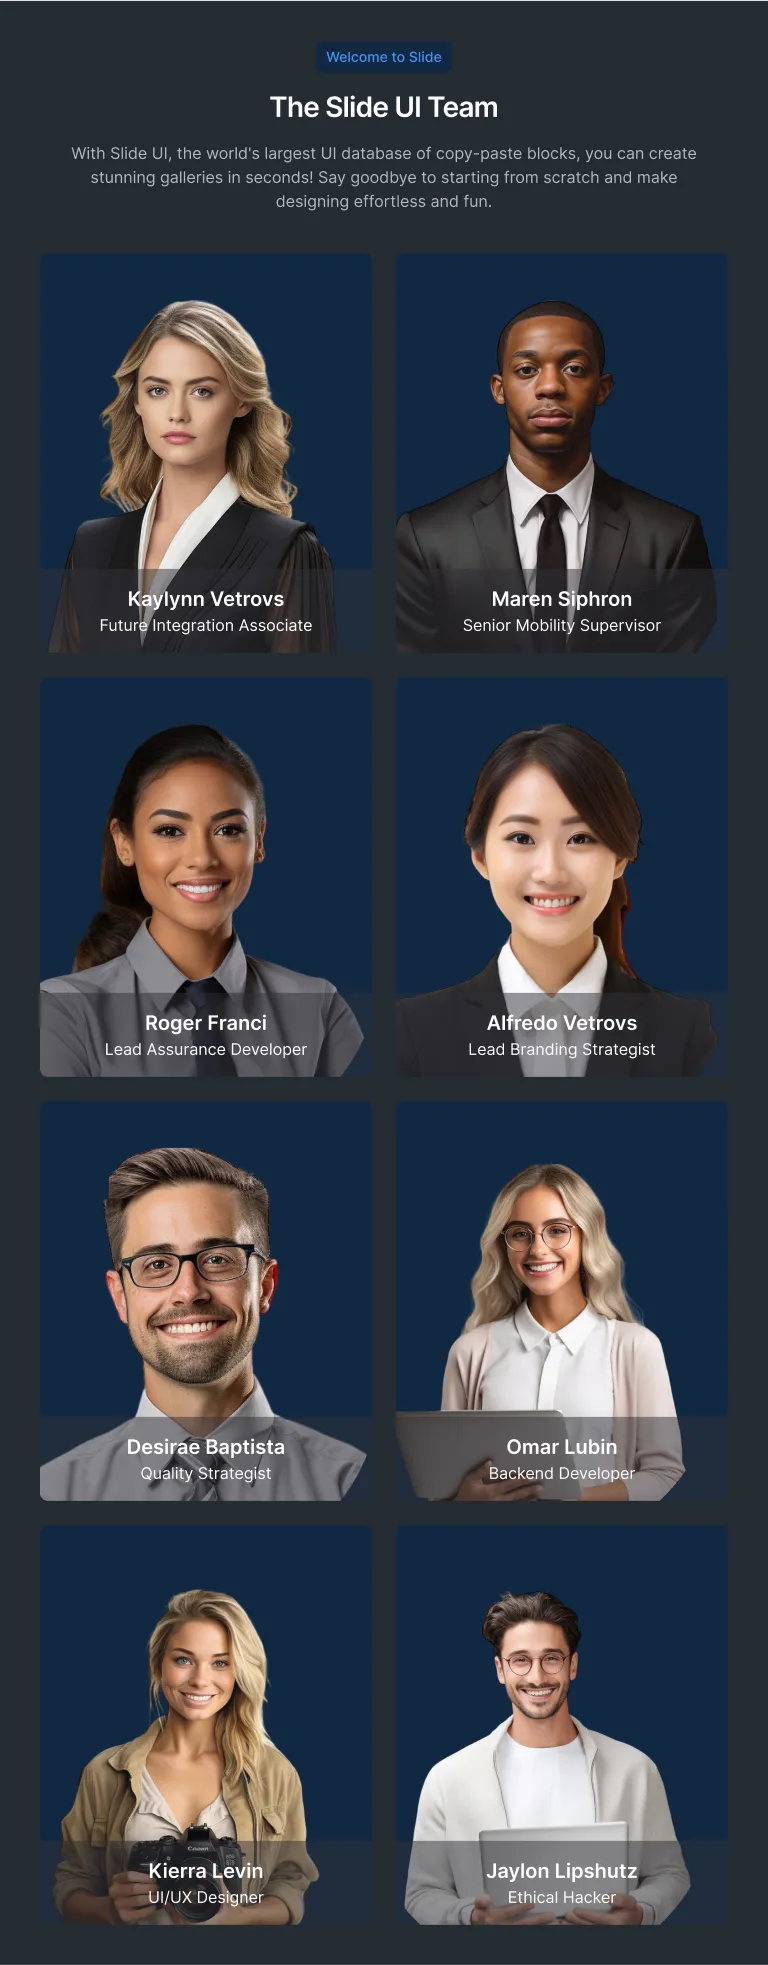 Welcome to Slide
The Slide UI Team
With Slide UI, the world's largest UI database of copy-paste blocks, you can create
stunning galleries in seconds! Say goodbye to starting from scratch and make
designing effortless and fun.
Kaylynn Vetrovs
Future Integration Associate
Maren Siphron
Senior Mobility Supervisor
Roger Franci
Lead Assurance Developer
Alfredo Vetrovs
Lead Branding Strategist
Desirae Baptista
Quality Strategist
Omar Lubin
Backend Developer
Canon
Kierra Levin
UI/UX Designer
Jaylon Lipshutz
Ethical Hacker